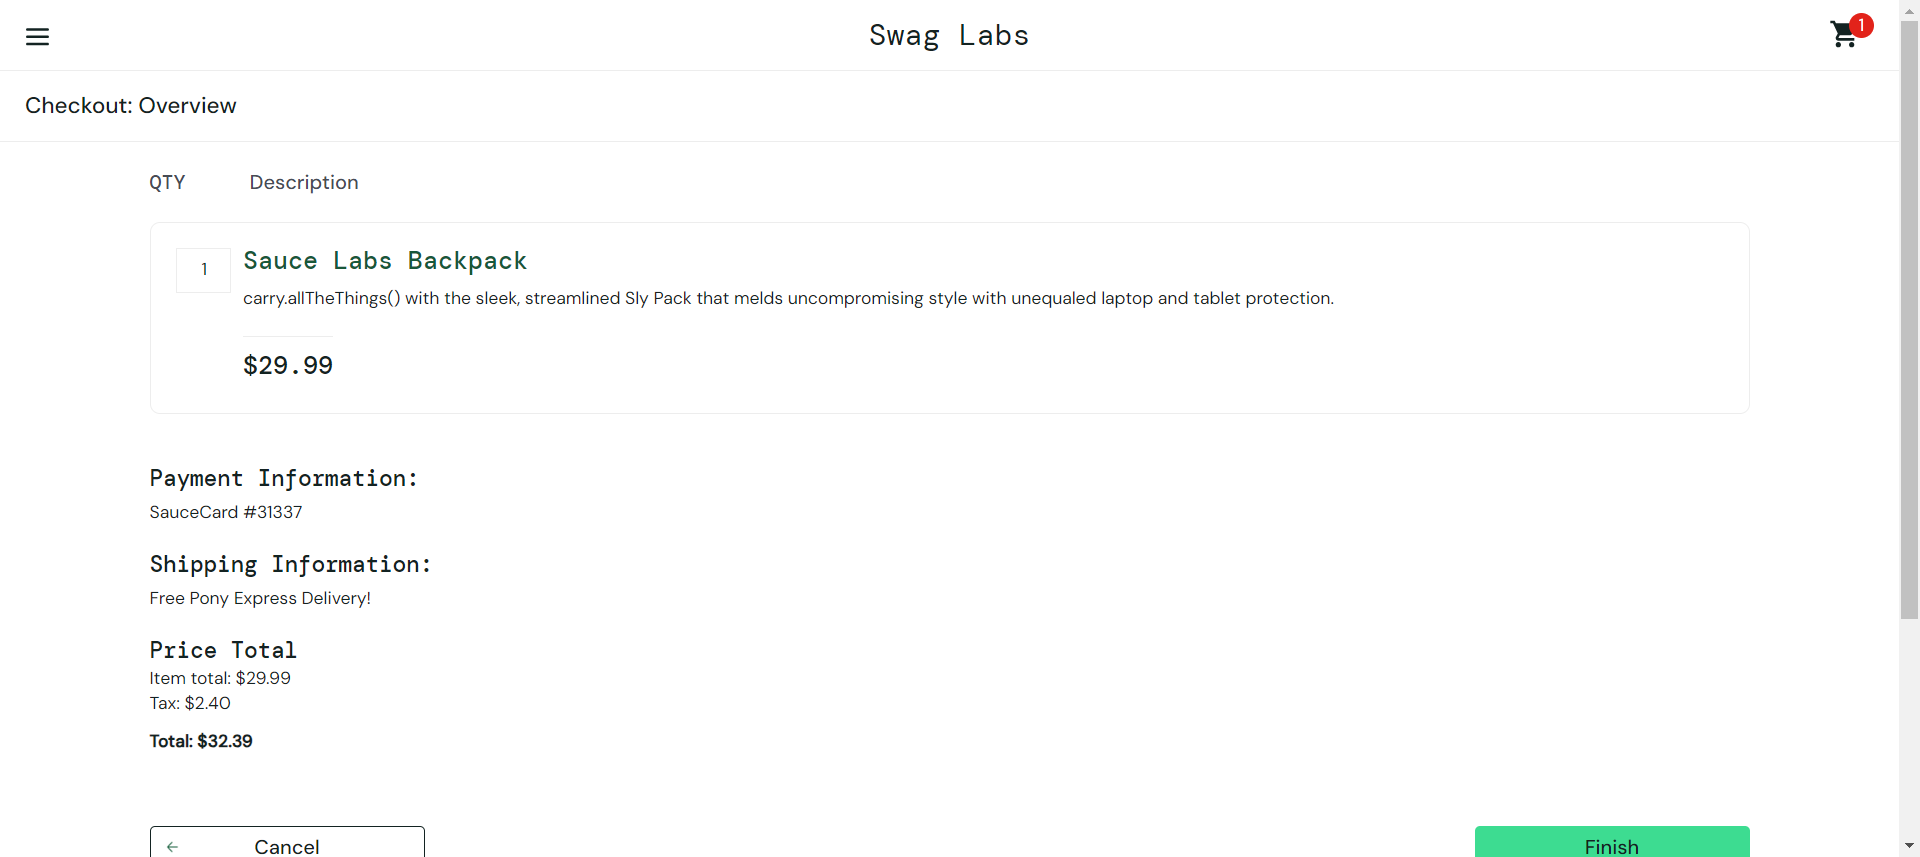 Swag Labs
1
Checkout: Overview
QTY Description
1
Sauce Labs Backpack
carry.allTheThings() with the sleek, streamlined Sly Pack that melds uncompromising style with unequaled laptop and tablet protection.
$29.99
Payment Information:
SauceCard #31337
Shipping Information:
Free Pony Express Delivery!
Price Total
Item total: $29.99
Tax: $2.40
Total: $32.39
Cancel
Finish